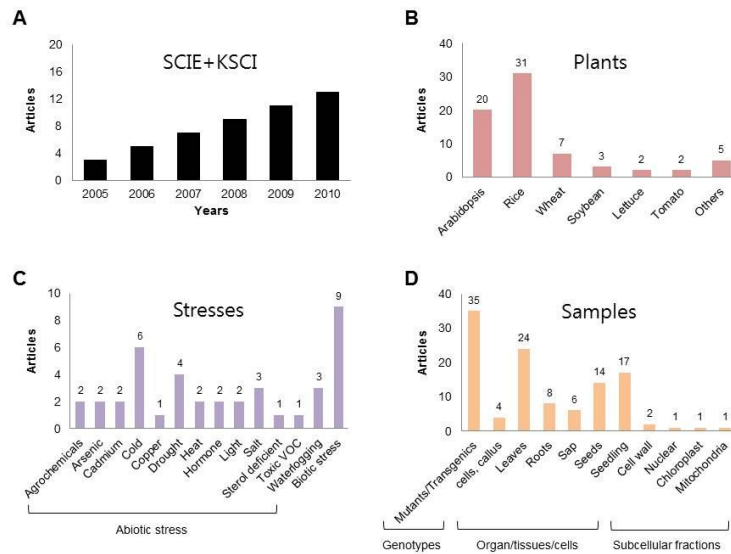 A
SCIE+KSCI
Articles
20
16
12
8
4
0
2005 2006 2007 2008 2009 2010
Years
B
Plants
Articles
40
30
20
10
0
20 31 7 3 2 2 5
Arabidopsis
Rice
Wheat
Soybean
Lettuce
Tomato
Others
C
Stresses
Articles
10
8
6
4
2
0
2 2 2 6 1 4 2 2 2 3 1 1 3 9
Agrochemicals
Arsenic
Cadmium
Cold
Copper
Drought
Heat
Hormone
Light
Salt
Sterol deficient
Toxic VOC
Waterlogging
Biotic stress
Abiotic stress
D
Samples
Articles
40
30
20
10
0
35 4 24 8 6 14 17 2 1 1 1
Mutants/Transgenics
cells, callus
Leaves
Roots
Sap
Seeds
Seedling
Cell wall
Nuclear
Chloroplast
Mitochondria
Genotypes
Organ/tissues/cells
Subcellular fractions